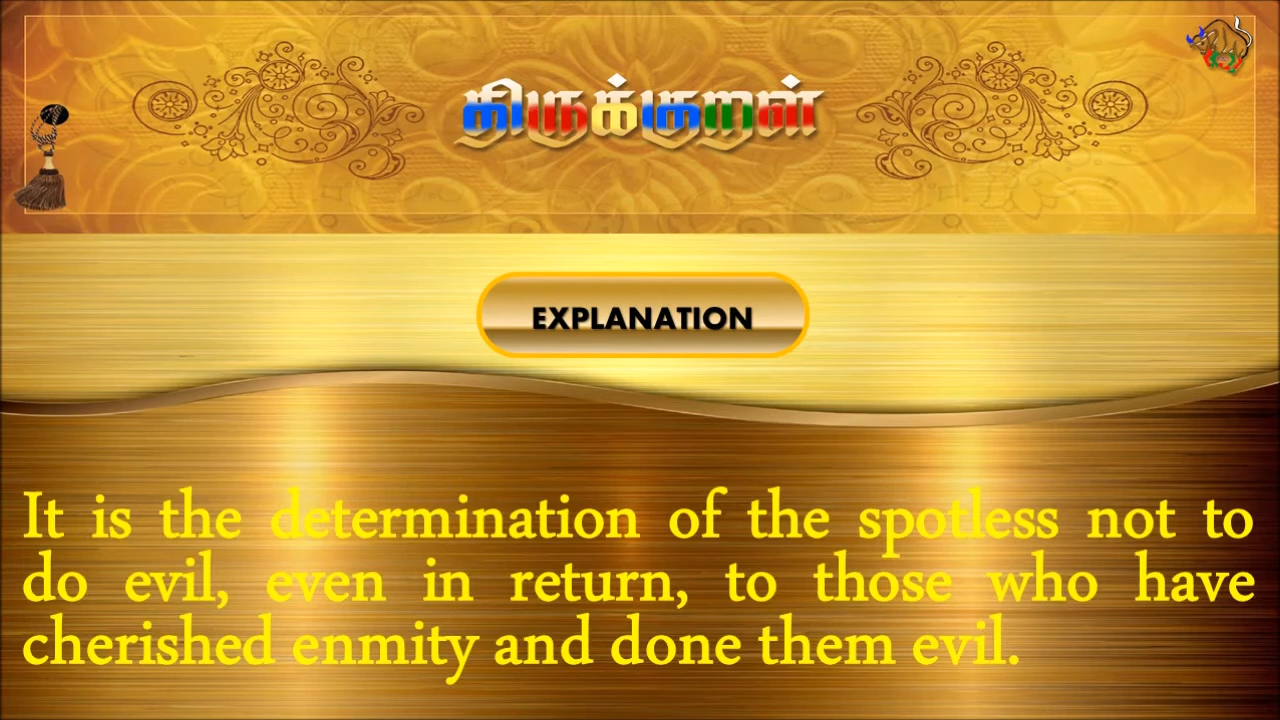 திருக்குறள்
EXPLANATION
It is the determination of the spotless not to
do evil, even in return, to those who have
cherished enmity and done them evil.